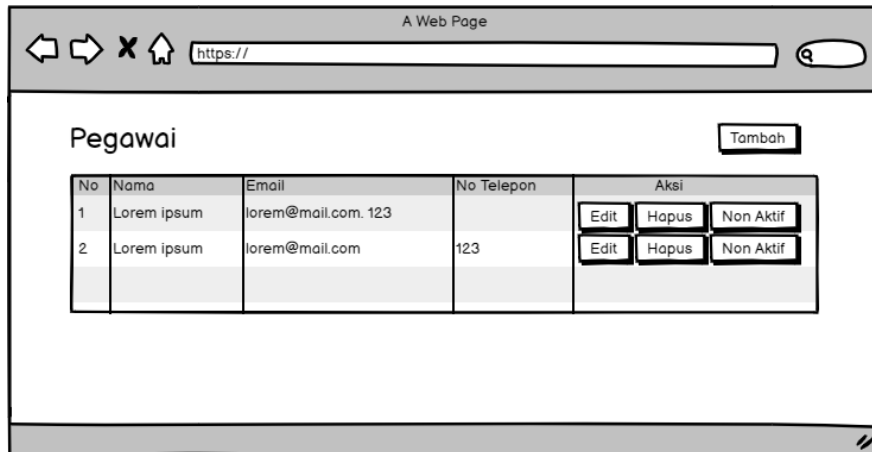 A Web Page
https://
Pegawai
Tambah
No Nama Email No Telepon Aksi
1 Lorem ipsum lorem@mail.com. 123 Edit Hapus Non Aktif
2 Lorem ipsum lorem@mail.com 123 Edit Hapus Non Aktif